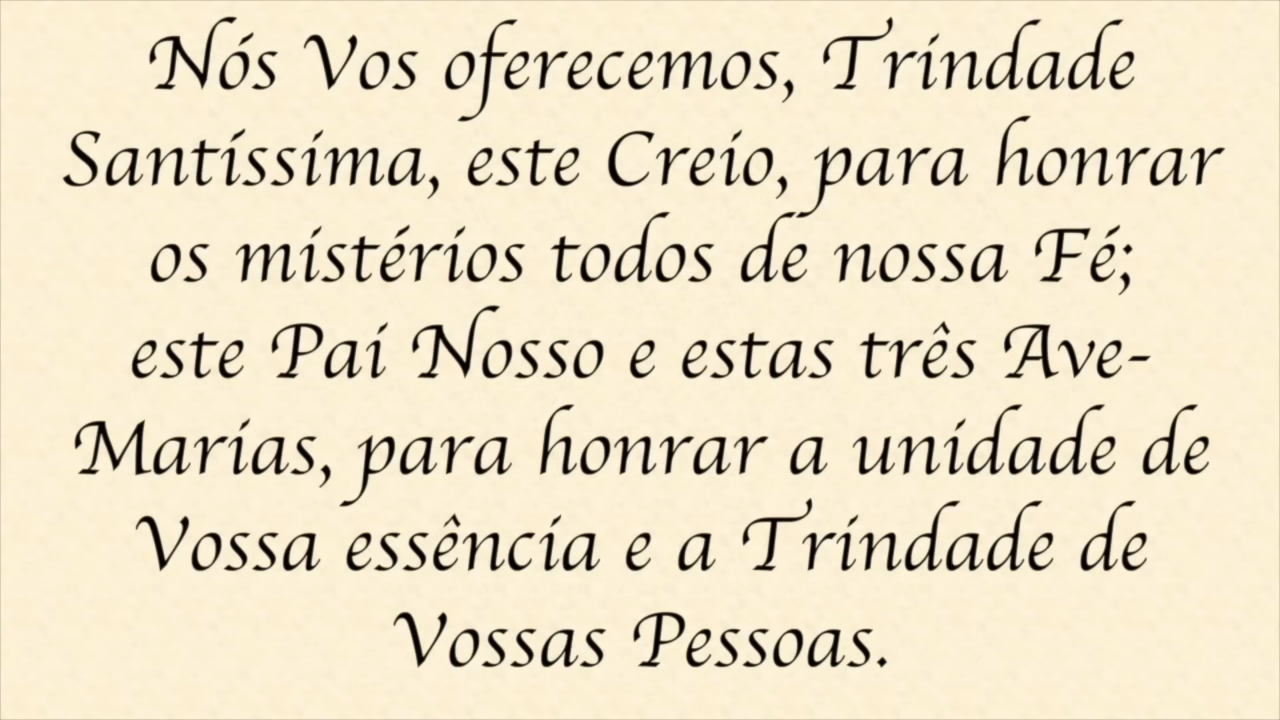 Nós Vos oferecemos, Trindade
Santíssima, este Creio, para honrar
os mistérios todos de nossa Fé;
este Pai Nosso e estas três Ave-
Marias, para honrar a unidade de
Vossa essência e a Trindade de
Vossas Pessoas.